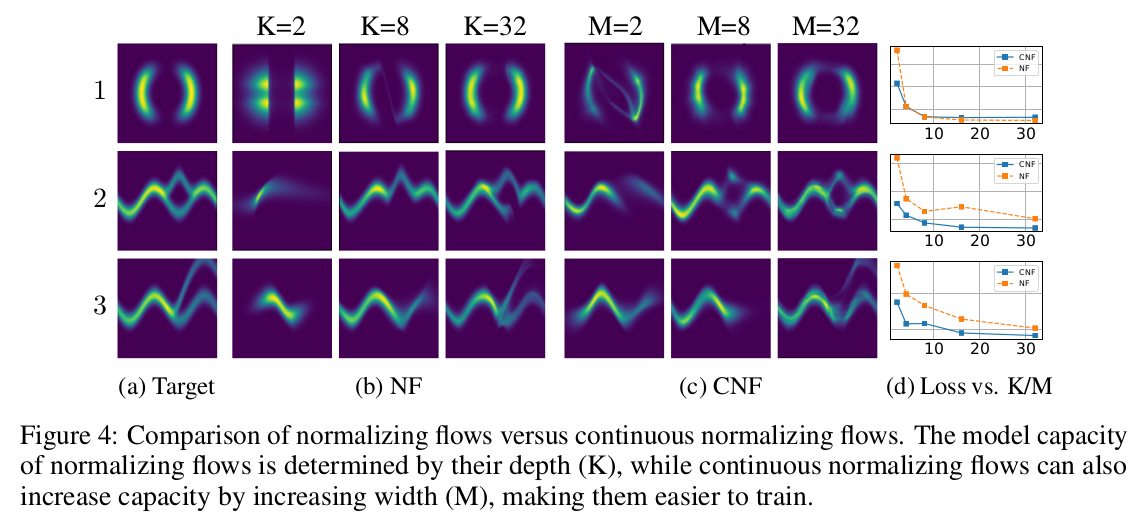 K=2 K=8 K=32 M=2 M=8 M=32
1
CNF
NF
10 20 30
2
CNF
NF
10 20 30
3
CNF
NF
10 20 30
(a) Target (b) NF (c) CNF (d) Loss vs. K/M
Figure 4: Comparison of normalizing flows versus continuous normalizing flows. The model capacity
of normalizing flows is determined by their depth (K), while continuous normalizing flows can also
increase capacity by increasing width (M), making them easier to train.